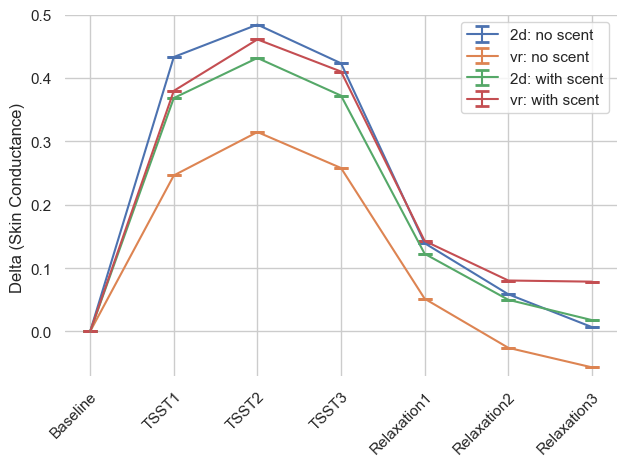 0.5
0.4
0.3
0.2
0.1
0.0
Delta (Skin Conductance)
2d: no scent
vr: no scent
2d: with scent
vr: with scent
Baseline
TSST1
TSST2
TSST3
Relaxation1
Relaxation2
Relaxation3